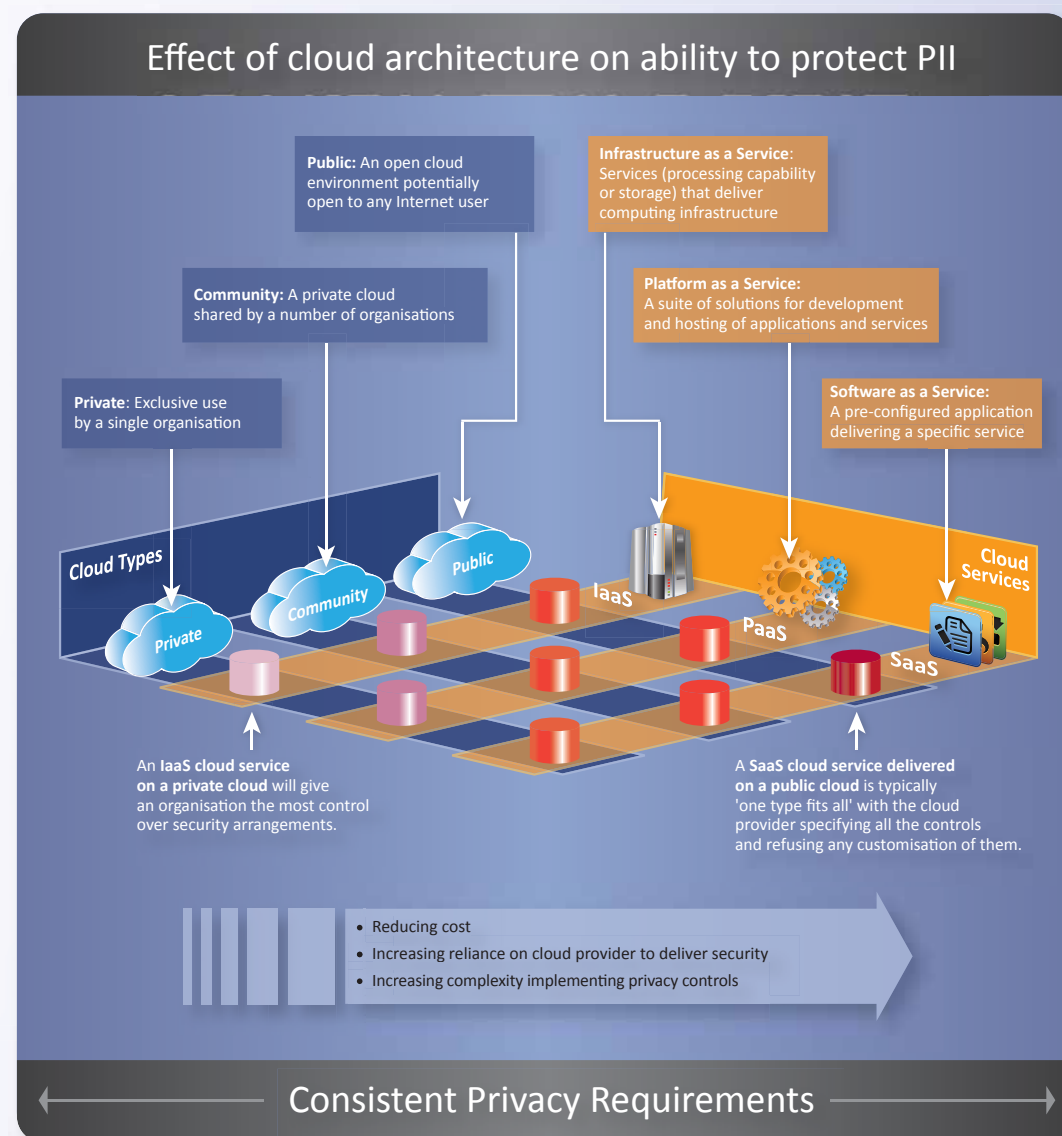 Effect of cloud architecture on ability to protect PII
Public: An open cloud
environment potentially
open to any Internet user
Infrastructure as a Service:
Services (processing capability
or storage) that deliver
computing infrastructure
Community: A private cloud
shared by a number of organisations
Platform as a Service:
A suite of solutions for development
and hosting of applications and services
Private: Exclusive use
by a single organisation
Software as a Service:
A pre-configured application
delivering a specific service
Cloud Types
Private
Community
Public
IaaS
PaaS
SaaS
Cloud
Services
An IaaS cloud service
on a private cloud will give
an organisation the most control
over security arrangements.
A SaaS cloud service delivered
on a public cloud is typically
'one type fits all' with the cloud
provider specifying all the controls
and refusing any customisation of them.
• Reducing cost
• Increasing reliance on cloud provider to deliver security
• Increasing complexity implementing privacy controls
Consistent Privacy Requirements